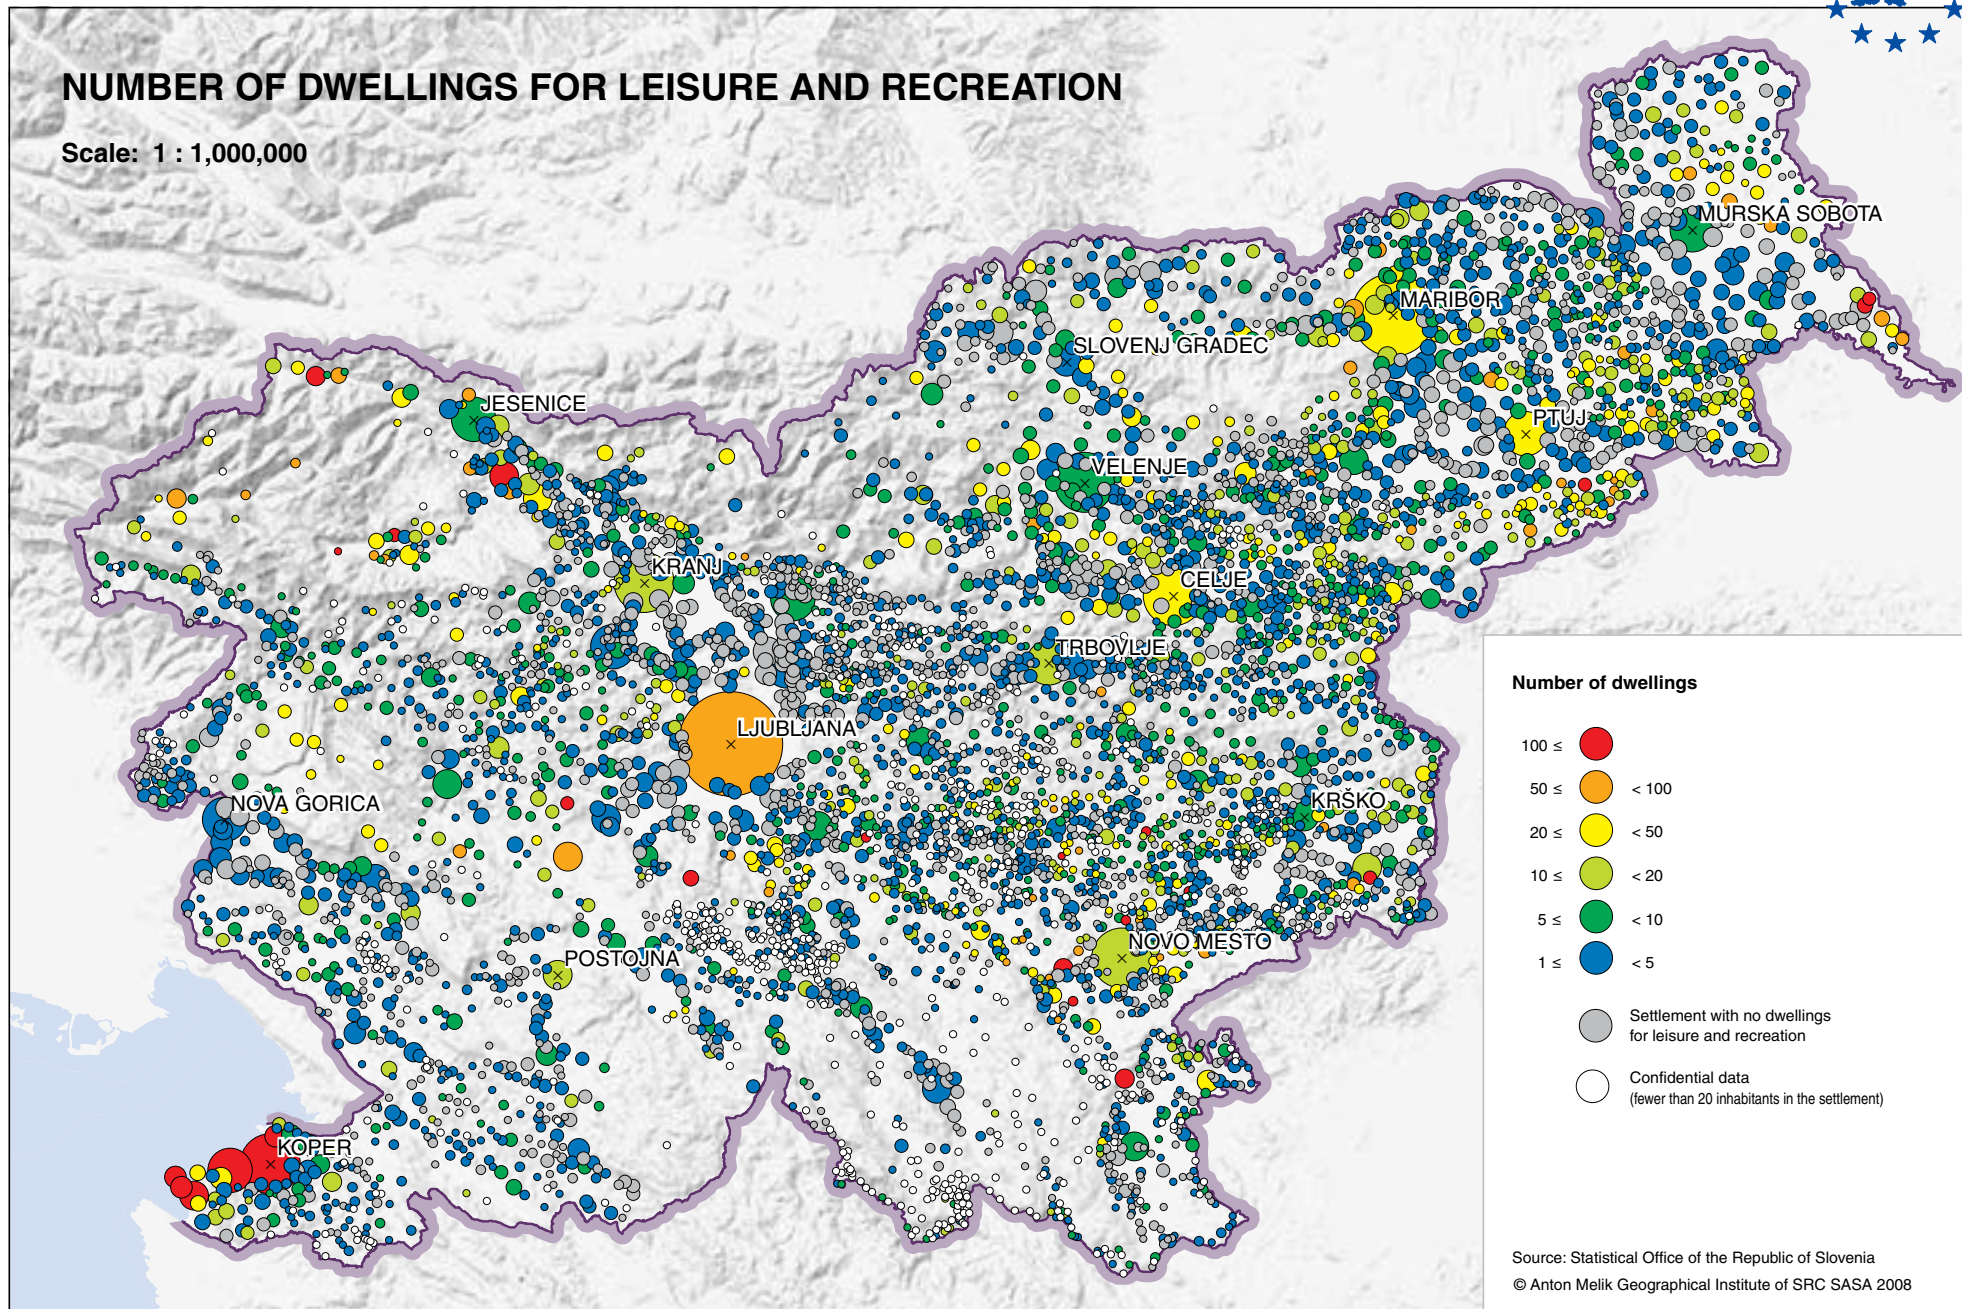 NUMBER OF DWELLINGS FOR LEISURE AND RECREATION
Scale: 1 : 1,000,000
MURSKA SOBOTA
MARIBOR
SLOVENJ GRADEC
JESENICE
PTUJ
VELENJE
KRANJ
CELJE
TRBOVLJE
LJUBLJANA
NOVA GORICA
KRŠKO
NOVO MESTO
POSTOJNA
KOPER
Number of dwellings
100 ≤
50 ≤ < 100
20 ≤ < 50
10 ≤ < 20
5 ≤ < 10
1 ≤ < 5
Settlement with no dwellings
for leisure and recreation
Confidential data
(fewer than 20 inhabitants in the settlement)
Source: Statistical Office of the Republic of Slovenia
© Anton Melik Geographical Institute of SRC SASA 2008